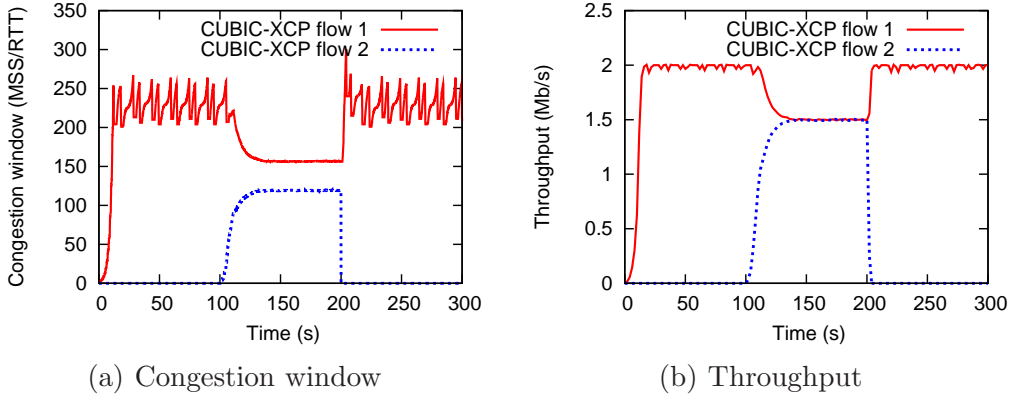 CUBIC-XCP flow 1
CUBIC-XCP flow 2
Congestion window (MSS/RTT)
350
300
250
200
150
100
50
0
0 50 100 150 200 250 300
Time (s)
(a) Congestion window
CUBIC-XCP flow 1
CUBIC-XCP flow 2
Throughput (Mb/s)
2.5
2
1.5
1
0.5
0
0 50 100 150 200 250 300
Time (s)
(b) Throughput